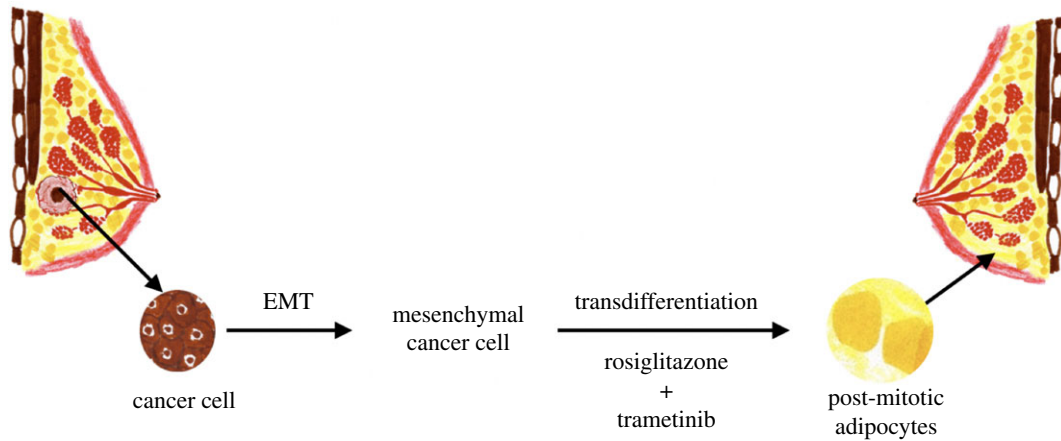 EMT
transdifferentiation
mesenchymal
cancer cell
rosiglitazone
+
trametinib
cancer cell
post-mitotic
adipocytes